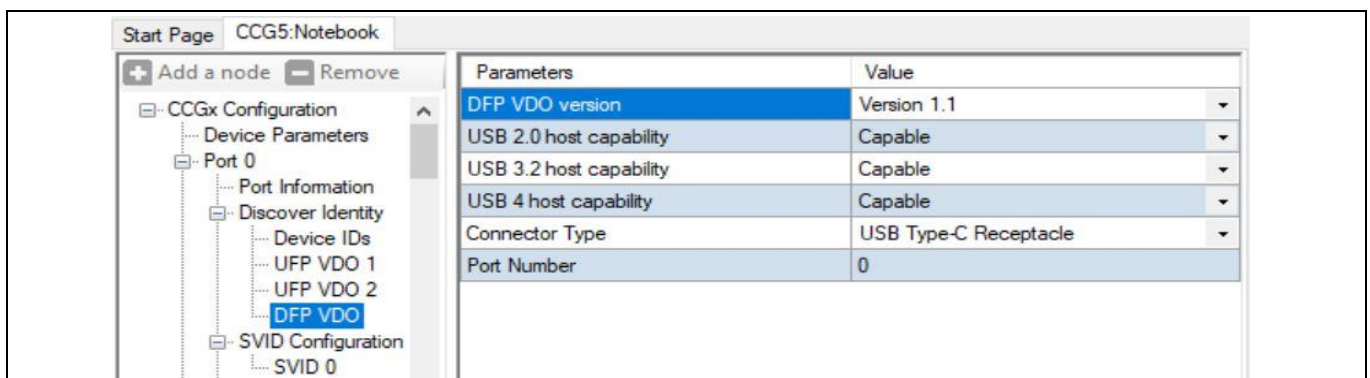 Start Page CCG5:Notebook
Add a node Remove
CCGx Configuration
Device Parameters
Port 0
Port Information
Discover Identity
Device IDs
UFP VDO 1
UFP VDO 2
DFP VDO
SVID Configuration
SVID 0
Parameters Value
DFP VDO version Version 1.1
USB 2.0 host capability Capable
USB 3.2 host capability Capable
USB 4 host capability Capable
Connector Type USB Type-C Receptacle
Port Number 0